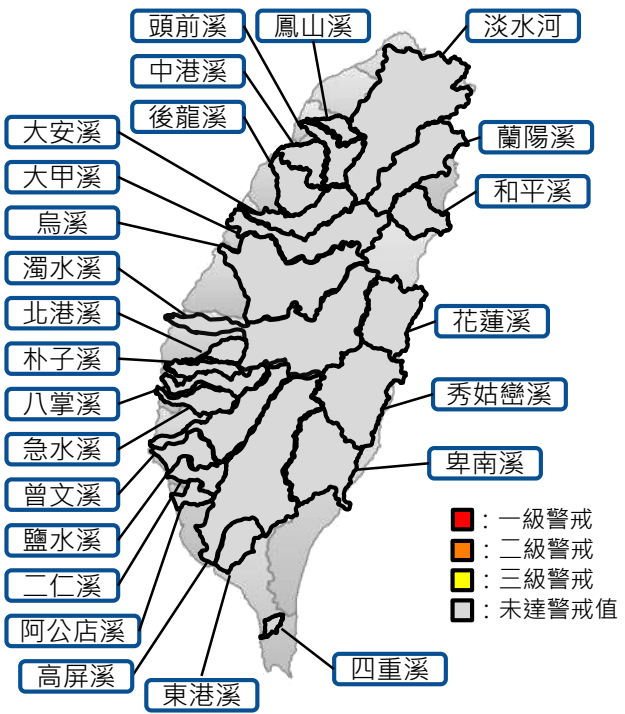 頭前溪
鳳山溪
淡水河
中港溪
後龍溪
大安溪
蘭陽溪
大甲溪
和平溪
烏溪
濁水溪
北港溪
花蓮溪
朴子溪
八掌溪
秀姑巒溪
急水溪
卑南溪
曾文溪
鹽水溪
二仁溪
阿公店溪
高屏溪
東港溪
四重溪
:一級警戒
:二級警戒
:三級警戒
:未達警戒值